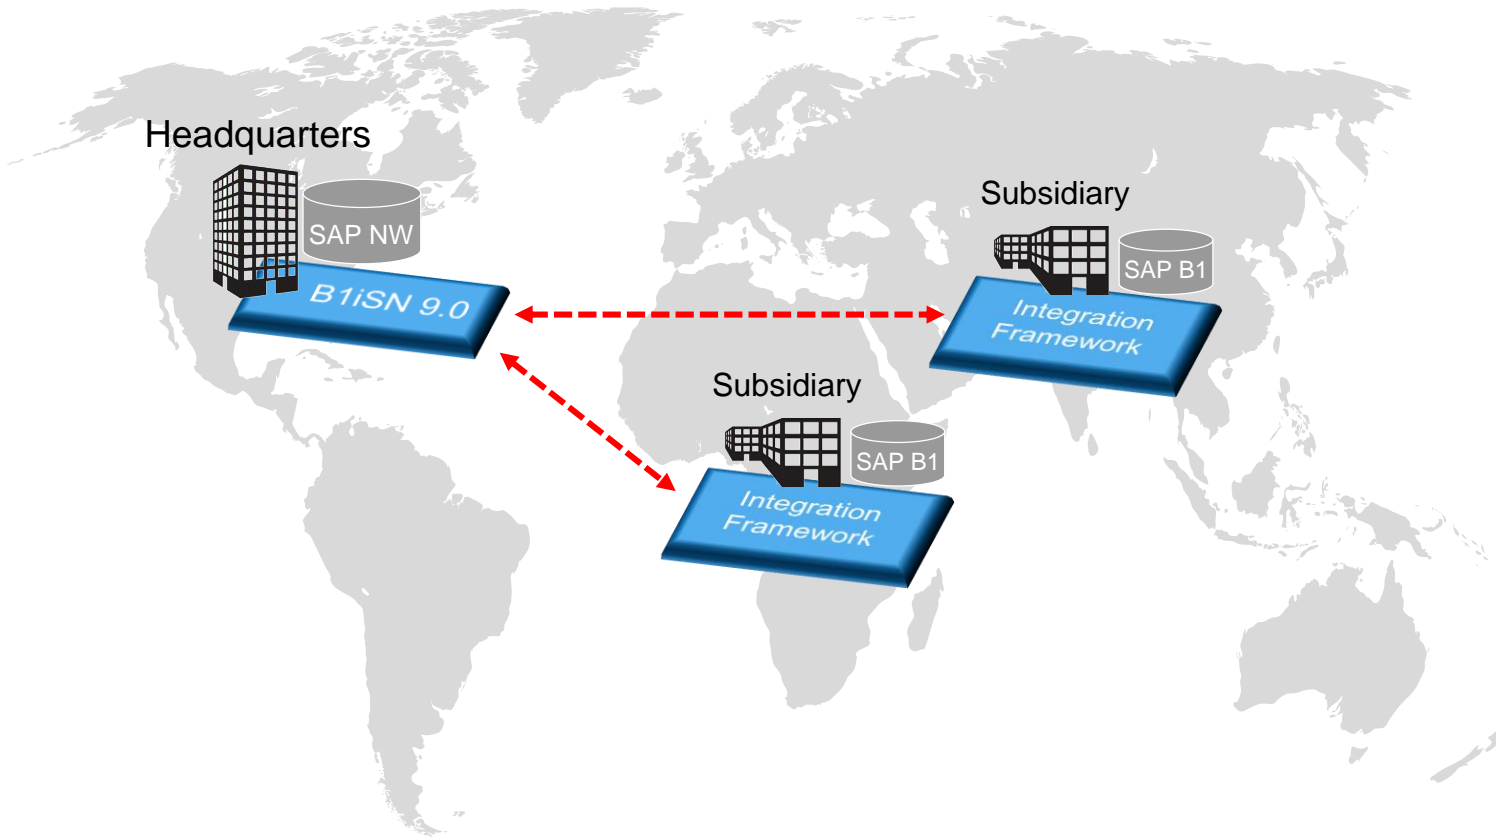 Headquarters
SAP NW
B1iSN 9.0
Subsidiary
SAP B1
Integration
Framework
Subsidiary
SAP B1
Integration
Framework